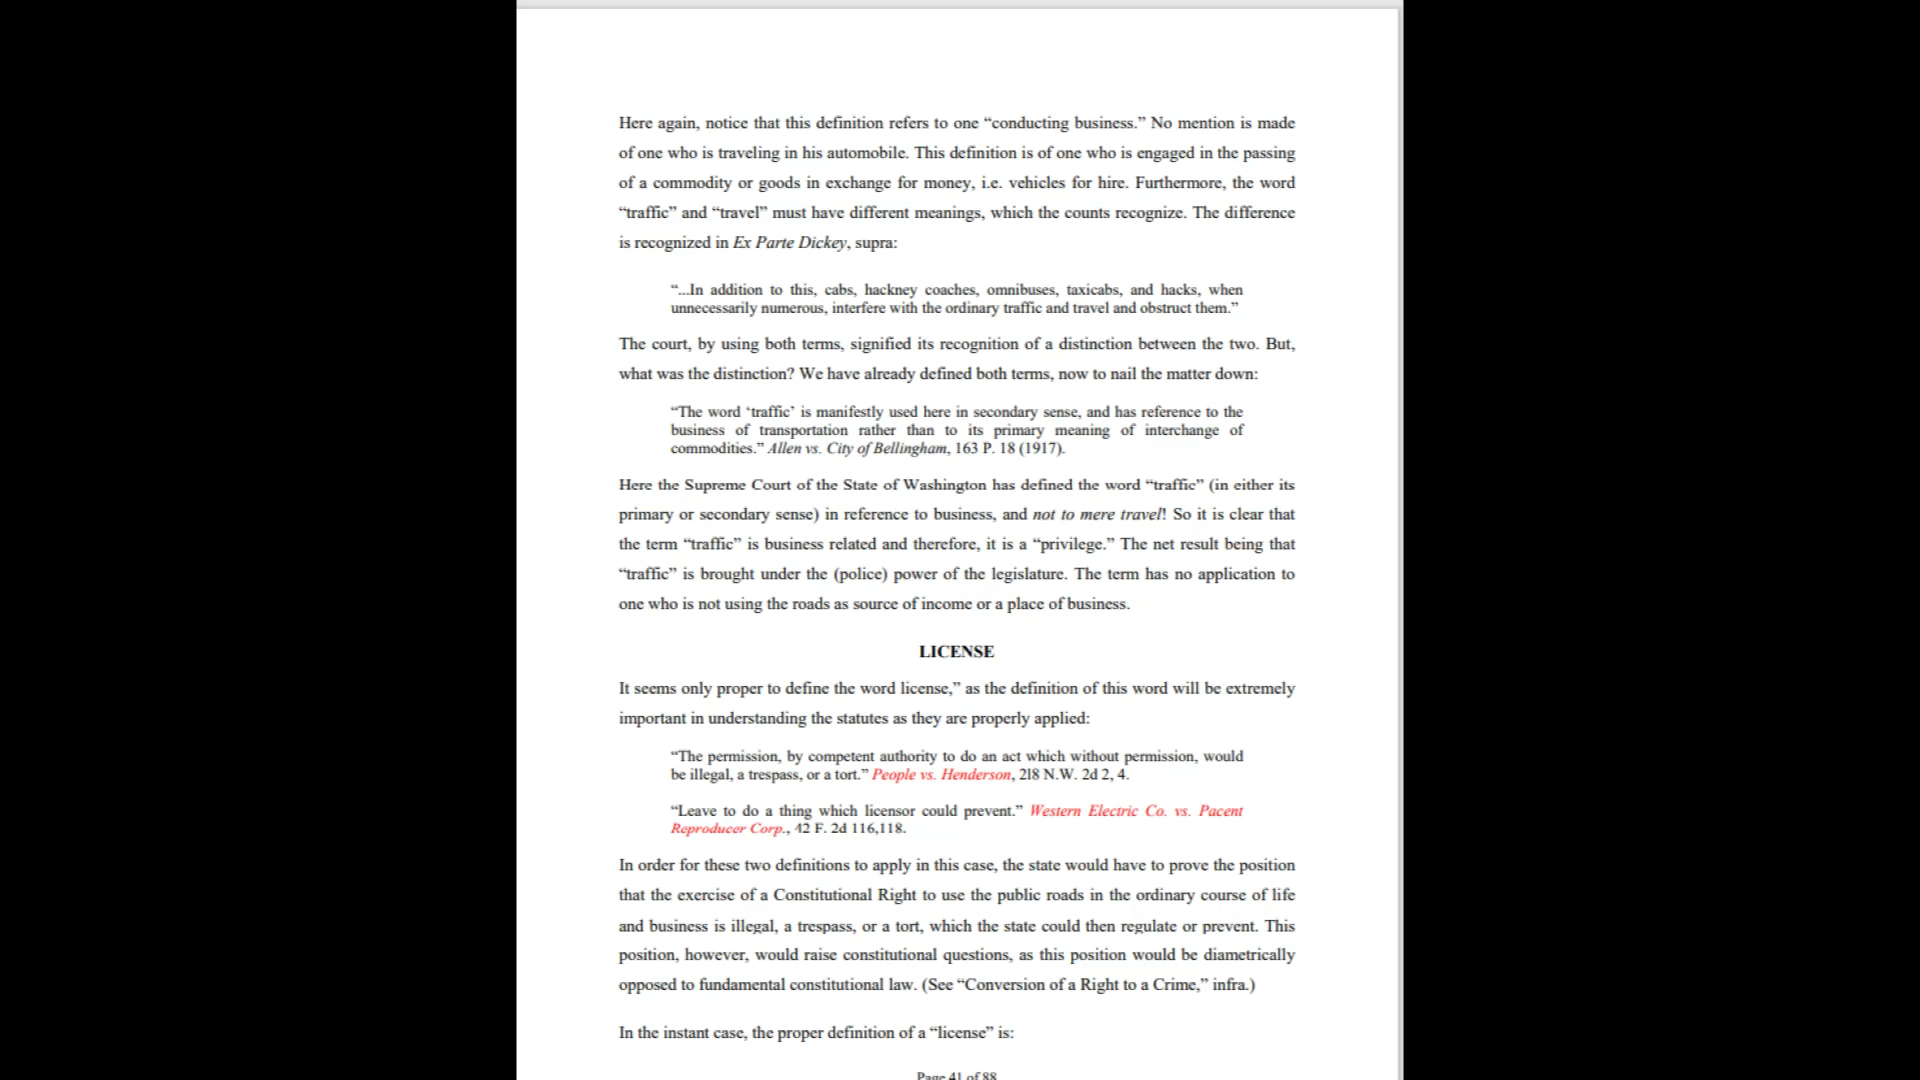 Here again, notice that this definition refers to one “conducting business.” No mention is made
of one who is traveling in his automobile. This definition is of one who is engaged in the passing
of a commodity or goods in exchange for money, i.e. vehicles for hire. Furthermore, the word
“traffic” and “travel” must have different meanings, which the counts recognize. The difference
is recognized in Ex Parte Dickey, supra:
“...In addition to this, cabs, hackney coaches, omnibuses, taxicabs, and hacks, when
unnecessarily numerous, interfere with the ordinary traffic and travel and obstruct them.”
The court, by using both terms, signified its recognition of a distinction between the two. But,
what was the distinction? We have already defined both terms, now to nail the matter down:
“The word ‘traffic’ is manifestly used here in secondary sense, and has reference to the
business of transportation rather than to its primary meaning of interchange of
commodities.” Allen vs. City of Bellingham, 163 P. 18 (1917).
Here the Supreme Court of the State of Washington has defined the word “traffic” (in either its
primary or secondary sense) in reference to business, and not to mere travel! So it is clear that
the term “traffic” is business related and therefore, it is a “privilege.” The net result being that
“traffic” is brought under the (police) power of the legislature. The term has no application to
one who is not using the roads as source of income or a place of business.
LICENSE
It seems only proper to define the word license,” as the definition of this word will be extremely
important in understanding the statutes as they are properly applied:
“The permission, by competent authority to do an act which without permission, would
be illegal, a trespass, or a tort.” People vs. Henderson, 218 N.W. 2d 2, 4.
“Leave to do a thing which licensor could prevent.” Western Electric Co. vs. Pacent
Reproducer Corp., 42 F. 2d 116,118.
In order for these two definitions to apply in this case, the state would have to prove the position
that the exercise of a Constitutional Right to use the public roads in the ordinary course of life
and business is illegal, a trespass, or a tort, which the state could then regulate or prevent. This
position, however, would raise constitutional questions, as this position would be diametrically
opposed to fundamental constitutional law. (See “Conversion of a Right to a Crime,” infra.)
In the instant case, the proper definition of a “license” is:
Page 41 of 88